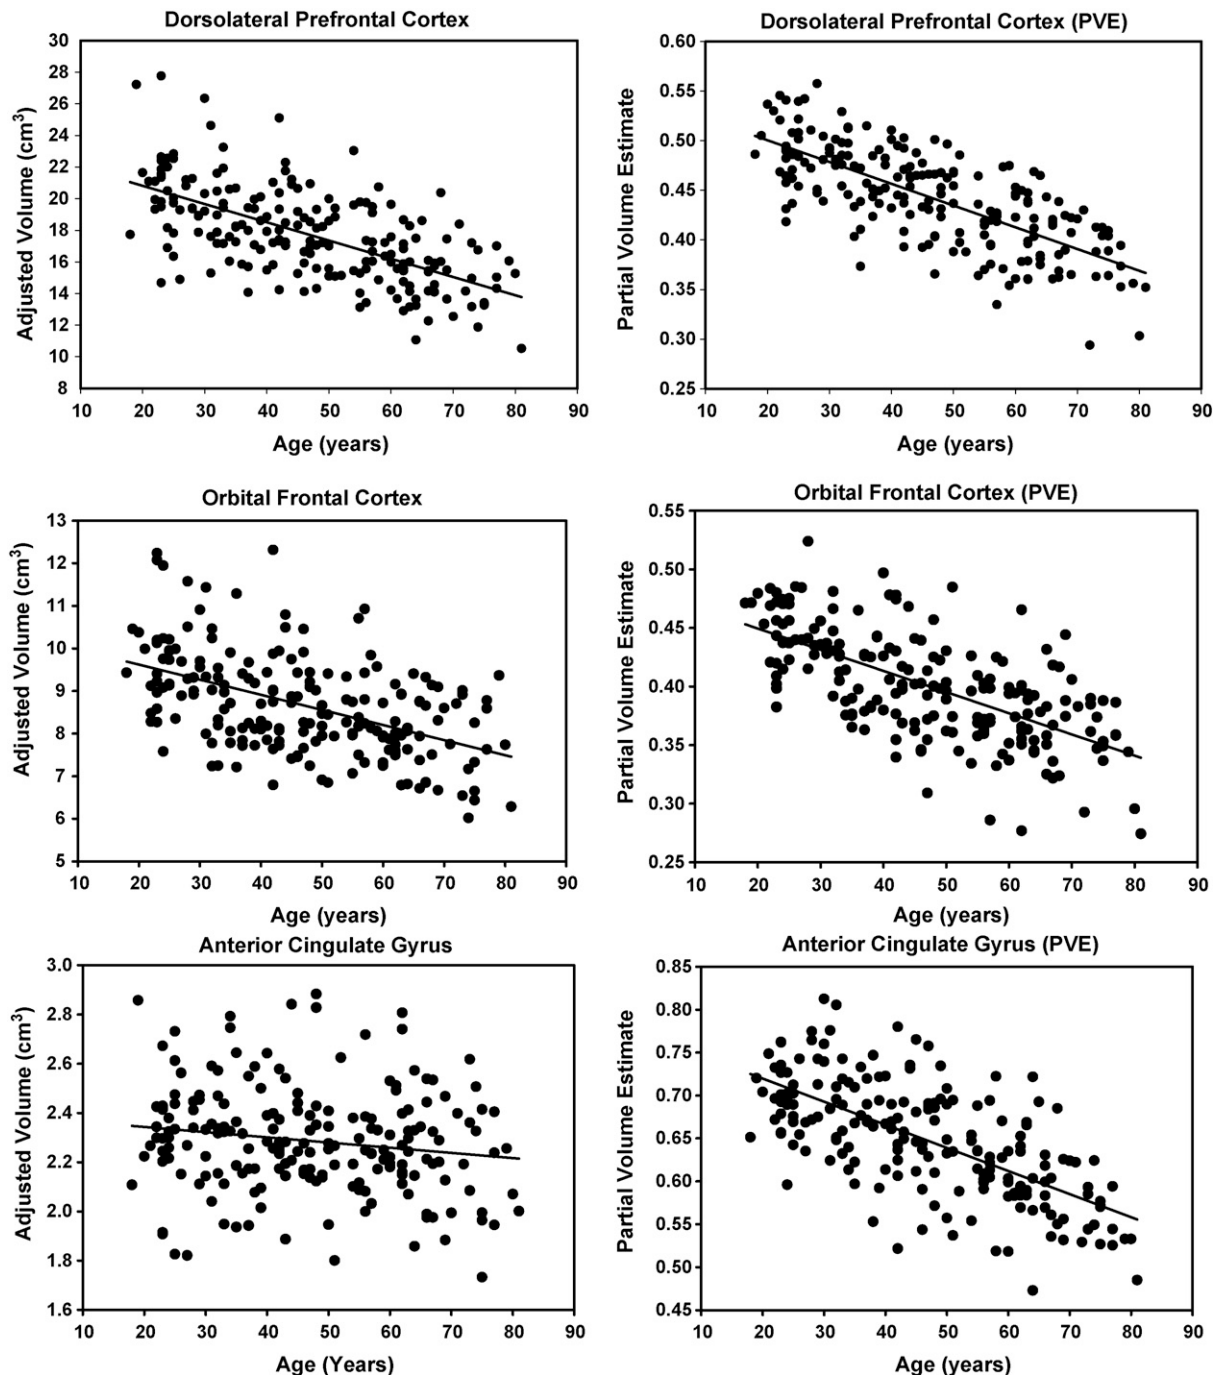 Dorsolateral Prefrontal Cortex
30
28
26
24
22
20
18
16
14
12
10
8
Adjusted Volume (cm³)
10 20 30 40 50 60 70 80 90
Age (years)
Dorsolateral Prefrontal Cortex (PVE)
0.60
0.55
0.50
0.45
0.40
0.35
0.30
0.25
Partial Volume Estimate
10 20 30 40 50 60 70 80 90
Age (years)
Orbital Frontal Cortex
13
12
11
10
9
8
7
6
5
Adjusted Volume (cm³)
10 20 30 40 50 60 70 80 90
Age (years)
Orbital Frontal Cortex (PVE)
0.55
0.50
0.45
0.40
0.35
0.30
0.25
Partial Volume Estimate
10 20 30 40 50 60 70 80 90
Age (years)
Anterior Cingulate Gyrus
3.0
2.8
2.6
2.4
2.2
2.0
1.8
1.6
Adjusted Volume (cm³)
10 20 30 40 50 60 70 80 90
Age (Years)
Anterior Cingulate Gyrus (PVE)
0.85
0.80
0.75
0.70
0.65
0.60
0.55
0.50
0.45
Partial Volume Estimate
10 20 30 40 50 60 70 80 90
Age (years)